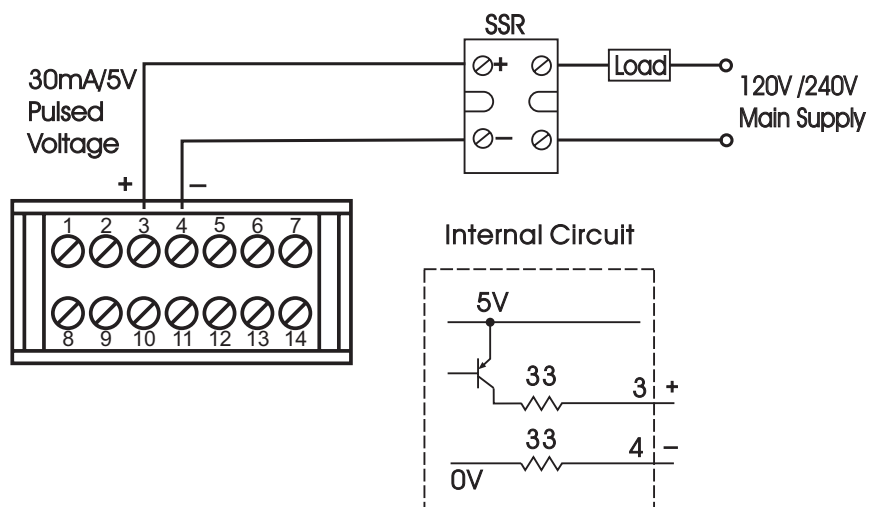 SSR
+
Load
30mA/5V
Pulsed
Voltage
120V /240V
Main Supply
−
+ −
1 2 3 4 5 6 7
8 9 10 11 12 13 14
Internal Circuit
5V
33
3 +
33
4 −
0V